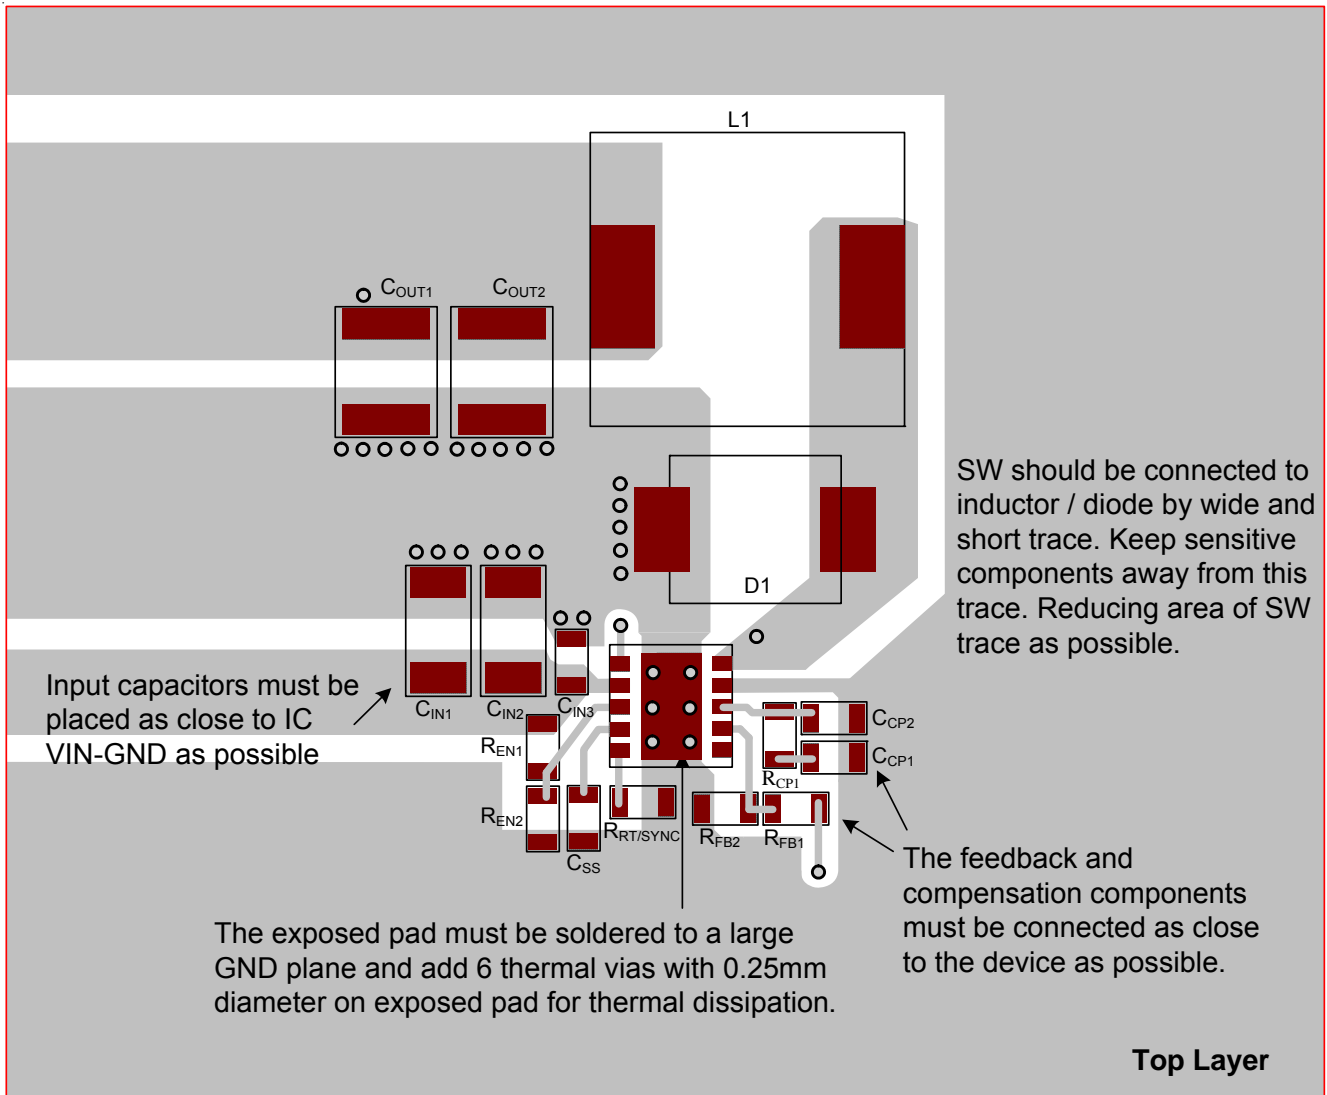 L1
COUT1
COUT2
SW should be connected to
inductor / diode by wide and
short trace. Keep sensitive
components away from this
trace. Reducing area of SW
trace as possible.
D1
Input capacitors must be
placed as close to IC
VIN-GND as possible
CIN1
CIN2
CIN3
REN1
REN2
CSS
RRT/SYNC
RFB2
RFB1
RCP1
CCP2
CCP1
The feedback and
compensation components
must be connected as close
to the device as possible.
The exposed pad must be soldered to a large
GND plane and add 6 thermal vias with 0.25mm
diameter on exposed pad for thermal dissipation.
Top Layer